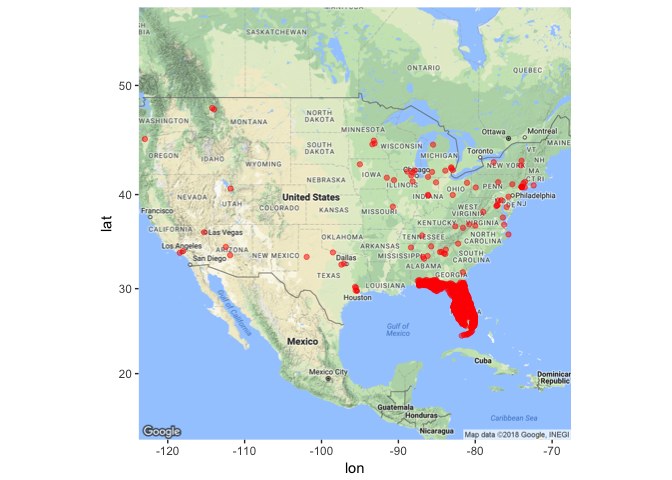 MANITOBA
SASKATCHEWAN
ONTARIO
QUEBEC
50
WASHINGTON
MONTANA
NORTH
DAKOTA
MINNESOTA
Ottawa
Montreal
MAINE
OREGON
IDAHO
SOUTH
DAKOTA
WISCONSIN
MICHIGAN
Toronto
VT
NH
NEW YORK
WYOMING
IOWA
Chicago
MA
CT RI
NEBRASKA
ILLINOIS
INDIANA
OHIO
PENN
Philadelphia
40
NEVADA
UTAH
COLORADO
United States
KANSAS
MISSOURI
WEST
VIRGINIA
DE NJ
Francisco
KENTUCKY
VIRGINIA
CALIFORNIA
Las Vegas
OKLAHOMA
TENNESSEE
NORTH
CAROLINA
Los Angeles
ARIZONA
NEW MEXICO
ARKANSAS
MISSISSIPPI
SOUTH
CAROLINA
San Diego
Dallas
ALABAMA
GEORGIA
TEXAS
LOUISIANA
30
Houston
Gulf of
California
Gulf of
Mexico
Mexico
Cuba
20
Mexico City
Dominican
Republic
Guatemala
Honduras
Caribbean Sea
Nicaragua
Google
Map data ©2018 Google, INEGI
-120
-110
-100
-90
-80
-70
lon
lat